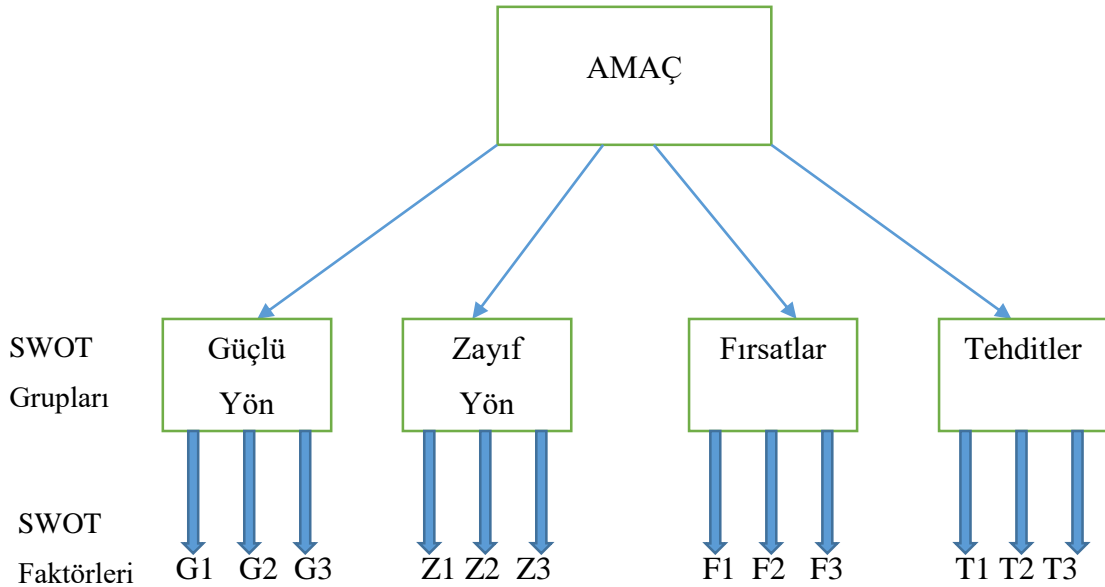 AMAÇ
SWOT
Grupları
Güçlü
Yön
Zayıf
Yön
Fırsatlar
Tehditler
SWOT
Faktörleri
G1 G2 G3
Z1 Z2 Z3
F1 F2 F3
T1 T2 T3